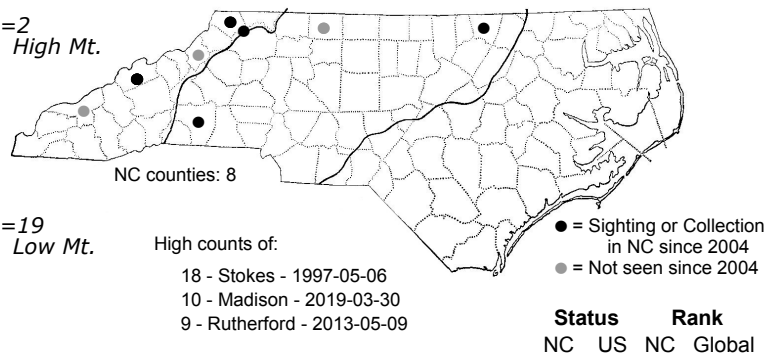 =2
High Mt.
NC counties: 8
=19
Low Mt.
High counts of:
18 - Stokes - 1997-05-06
10 - Madison - 2019-03-30
9 - Rutherford - 2013-05-09
= Sighting or Collection
in NC since 2004
= Not seen since 2004
Status Rank
NC US NC Global